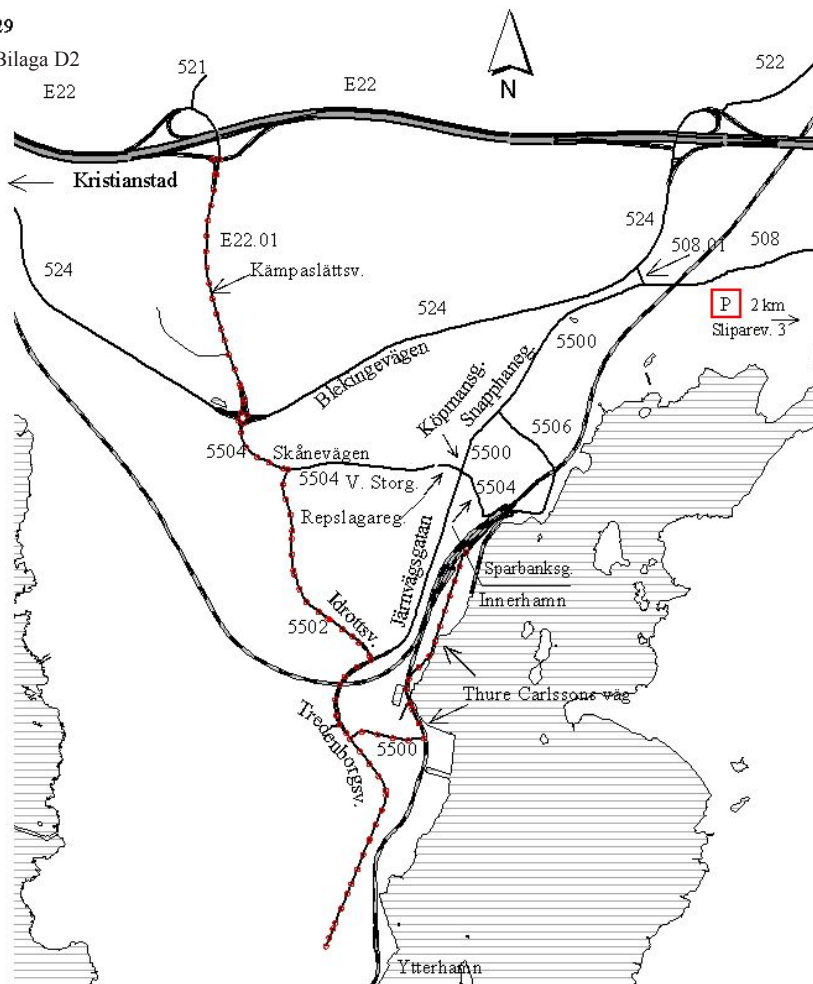 29
Bilaga D2
E22
521
E22
N
522
Kristianstad
524
E22.01
Kämpaslättsv.
524
508.01
508
524
P 2 km
Sliparev. 3
5500
Blekingevägen
Köpmansg.
Snapphaneg.
5506
5504
Skånevägen
5500
5504
V. Storg.
5504
Repslagareg.
Järnvägsgatan
Sparbanksg.
Innerhamn
Idrottsv.
5502
Thure Carlssons väg
Tredenborgsv.
5500
Ytterhamn